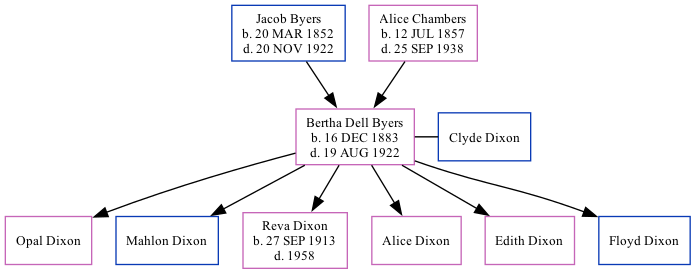 Jacob Byers
b. 20 MAR 1852
d. 20 NOV 1922
Alice Chambers
b. 12 JUL 1857
d. 25 SEP 1938
Bertha Dell Byers
b. 16 DEC 1883
d. 19 AUG 1922
Clyde Dixon
Opal Dixon
Mahlon Dixon
Reva Dixon
b. 27 SEP 1913
d. 1958
Alice Dixon
Edith Dixon
Floyd Dixon